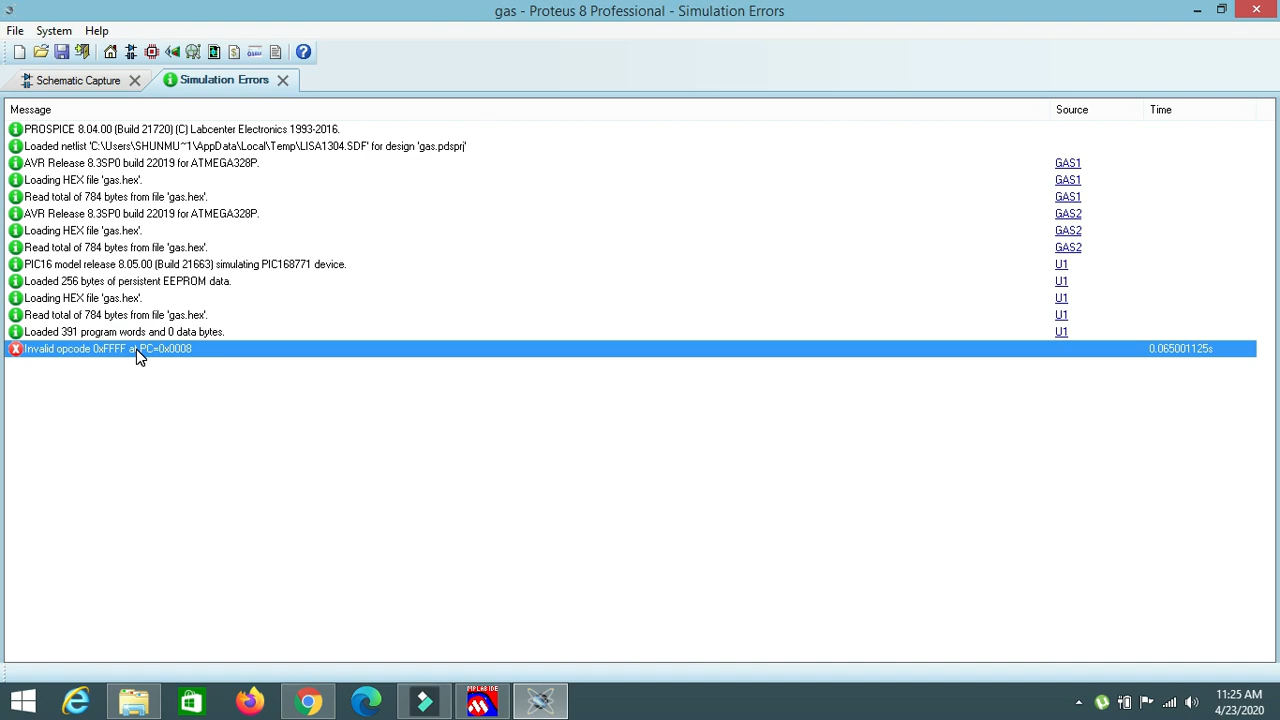 gas - Proteus 8 Professional - Simulation Errors
File System Help
Schematic Capture
Simulation Errors
Message Source Time
PROSPICE 8.04.00 (Build 21720) (C) Labcenter Electronics 1993-2016.
Loaded netlist 'C:\Users\SHUNMU~1\AppData\Local\Temp\LISA1304.SDF' for design 'gas.pdsprj'
AVR Release 8.3SP0 build 22019 for ATMEGA328P. GAS1
Loading HEX file 'gas.hex'. GAS1
Read total of 784 bytes from file 'gas.hex'. GAS1
AVR Release 8.3SP0 build 22019 for ATMEGA328P. GAS2
Loading HEX file 'gas.hex'. GAS2
Read total of 784 bytes from file 'gas.hex'. GAS2
PIC16 model release 8.05.00 (Build 21663) simulating PIC168771 device. U1
Loaded 256 bytes of persistent EEPROM data. U1
Loading HEX file 'gas.hex'. U1
Read total of 784 bytes from file 'gas.hex'. U1
Loaded 391 program words and 0 data bytes. U1
Invalid opcode 0xFFFF at PC=0x0008 0.065001125s
MPLAB IDE
11:25 AM
4/23/2020